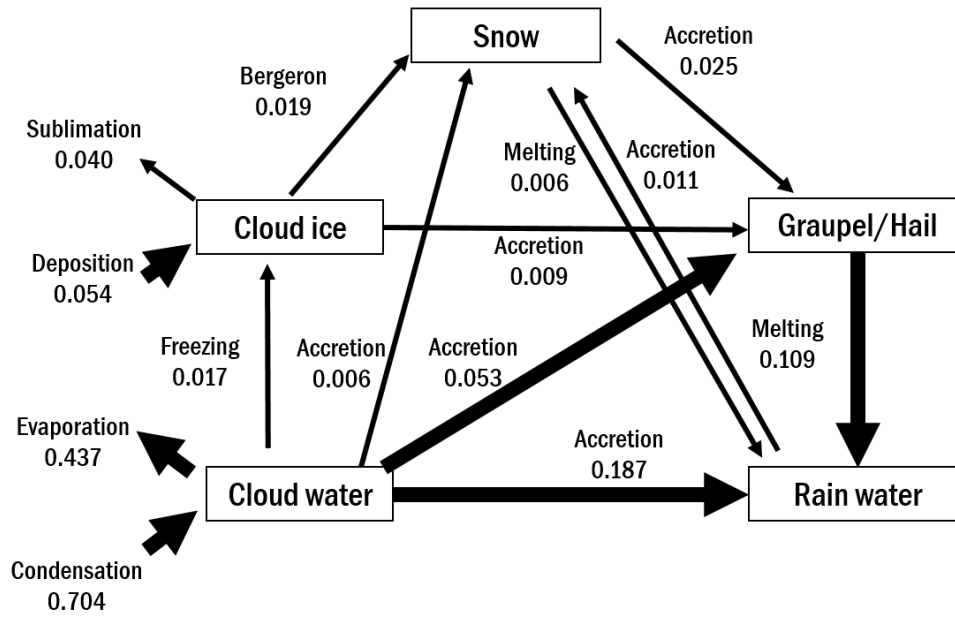 Snow
Accretion
0.025
Bergeron
0.019
Sublimation
0.040
Melting
0.006
Accretion
0.011
Cloud ice
Graupel/Hail
Deposition
0.054
Accretion
0.009
Freezing
0.017
Accretion
0.006
Accretion
0.053
Melting
0.109
Evaporation
0.437
Accretion
0.187
Cloud water
Rain water
Condensation
0.704